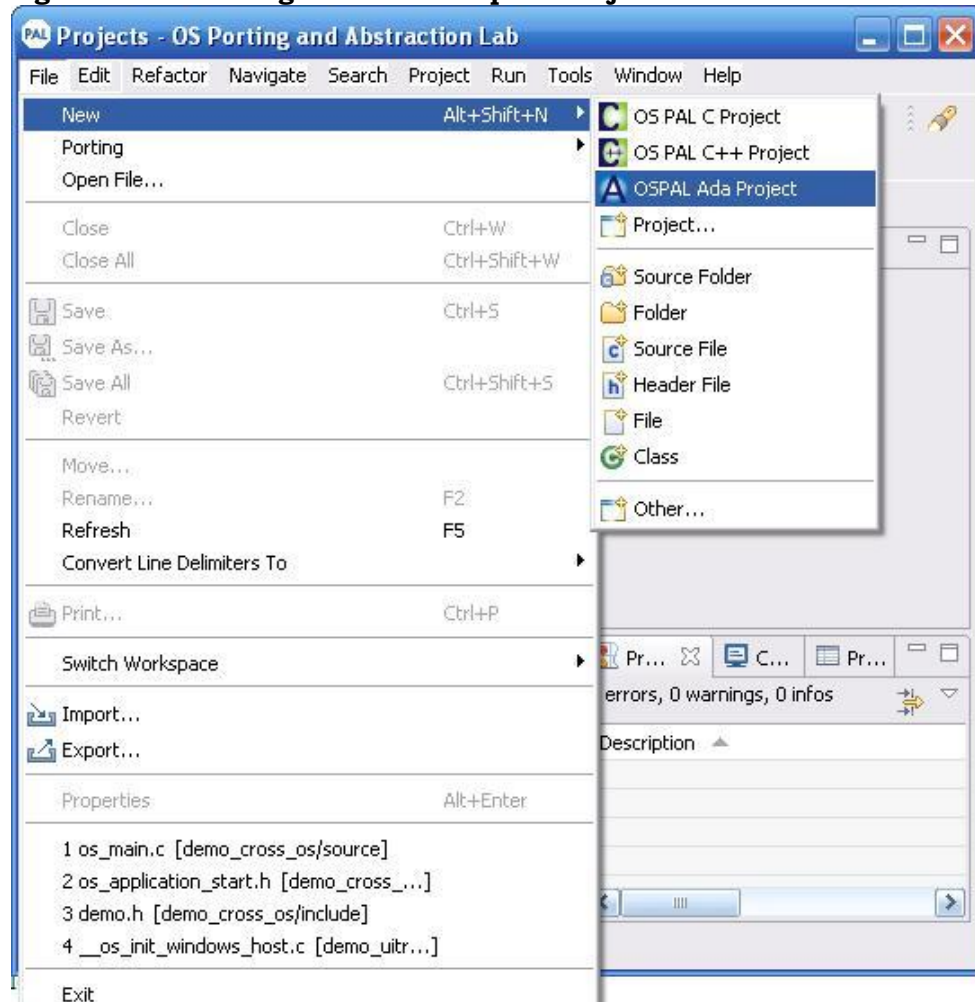 Projects - OS Porting and Abstraction Lab
File Edit Refactor Navigate Search Project Run Tools Window Help
New Alt+Shift+N
Porting
Open File...
Close Ctrl+W
Close All Ctrl+Shift+W
Save Ctrl+S
Save As...
Save All Ctrl+Shift+S
Revert
Move...
Rename... F2
Refresh F5
Convert Line Delimiters To
Print... Ctrl+P
Switch Workspace
Import...
Export...
Properties Alt+Enter
1 os_main.c [demo_cross_os/source]
2 os_application_start.h [demo_cross_...]
3 demo.h [demo_cross_os/include]
4 __os_init_windows_host.c [demo_uitr...]
Exit
OS PAL C Project
OS PAL C++ Project
OSPAL Ada Project
Project...
Source Folder
Folder
Source File
Header File
File
Class
Other...
Pr... C... Pr...
errors, 0 warnings, 0 infos
Description